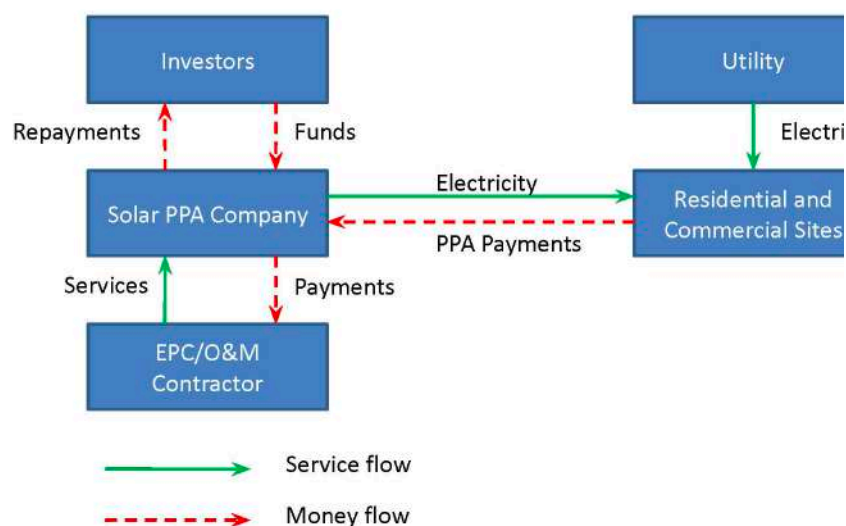 Investors
Utility
Repayments
Funds
Electri
Solar PPA Company
Electricity
PPA Payments
Residential and
Commercial Sites
Services
Payments
EPC/O&M
Contractor
Service flow
Money flow